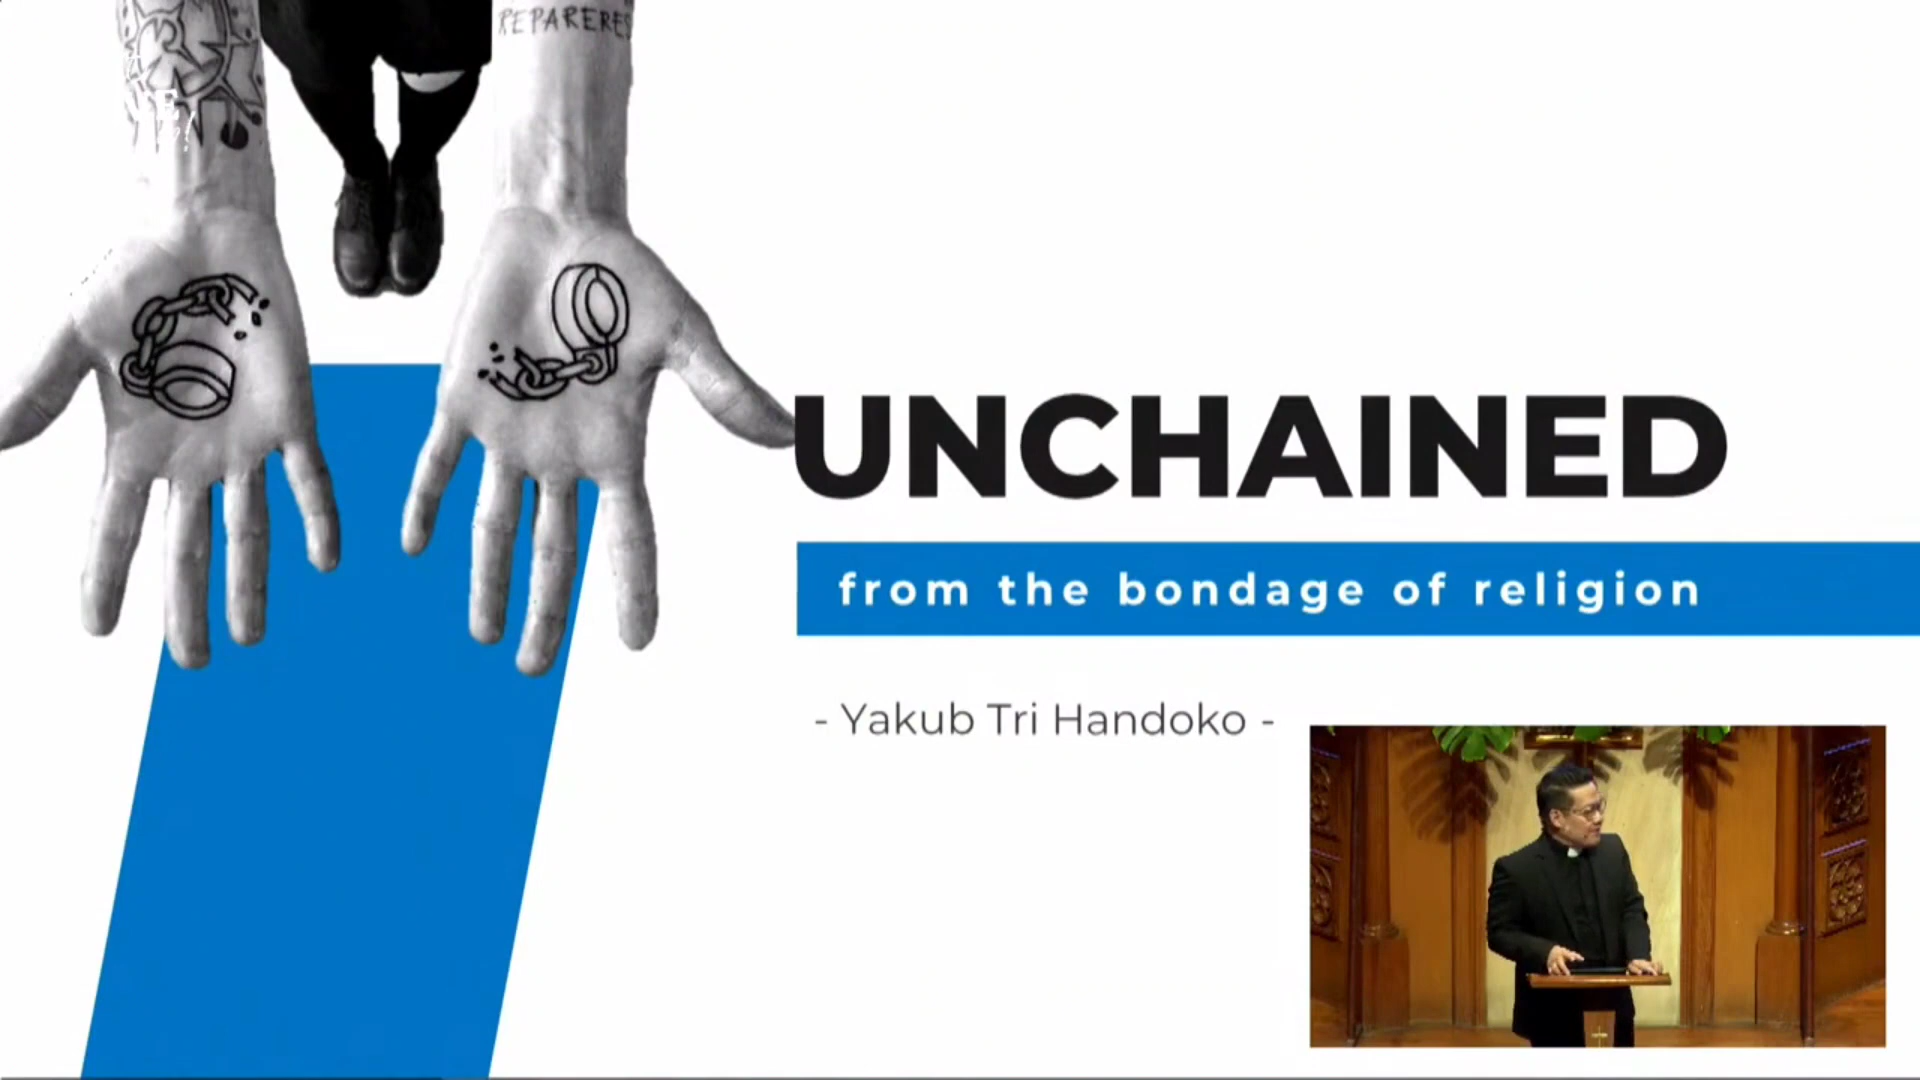 REPARERES
UNCHAINED
from the bondage of religion
- Yakub Tri Handoko -